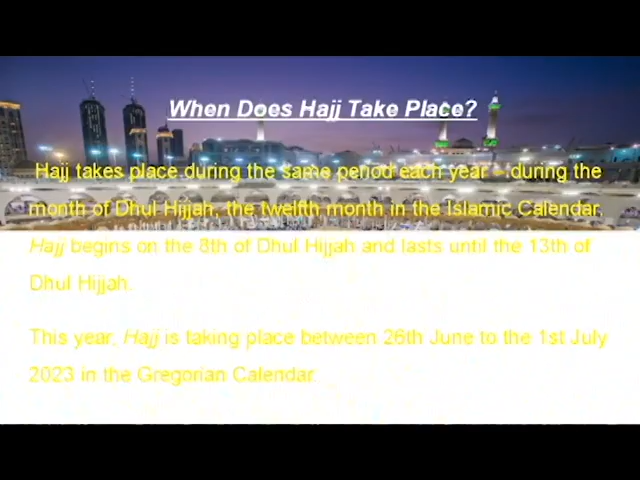 When Does Hajj Take Place?
Hajj takes place during the same period each year – during the
month of Dhul Hijjah, the twelfth month in the Islamic Calendar.
Hajj begins on the 8th of Dhul Hijjah and lasts until the 13th of
Dhul Hijjah.
This year, Hajj is taking place between 26th June to the 1st July
2023 in the Gregorian Calendar.